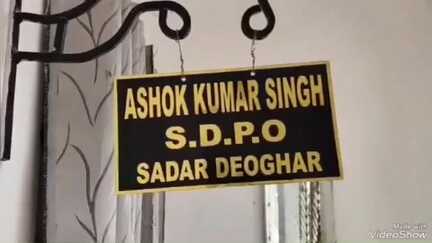 ASHOK KUMAR SINGH
S.D.P.O
SADAR DEOGHAR
Made with
VideoShow